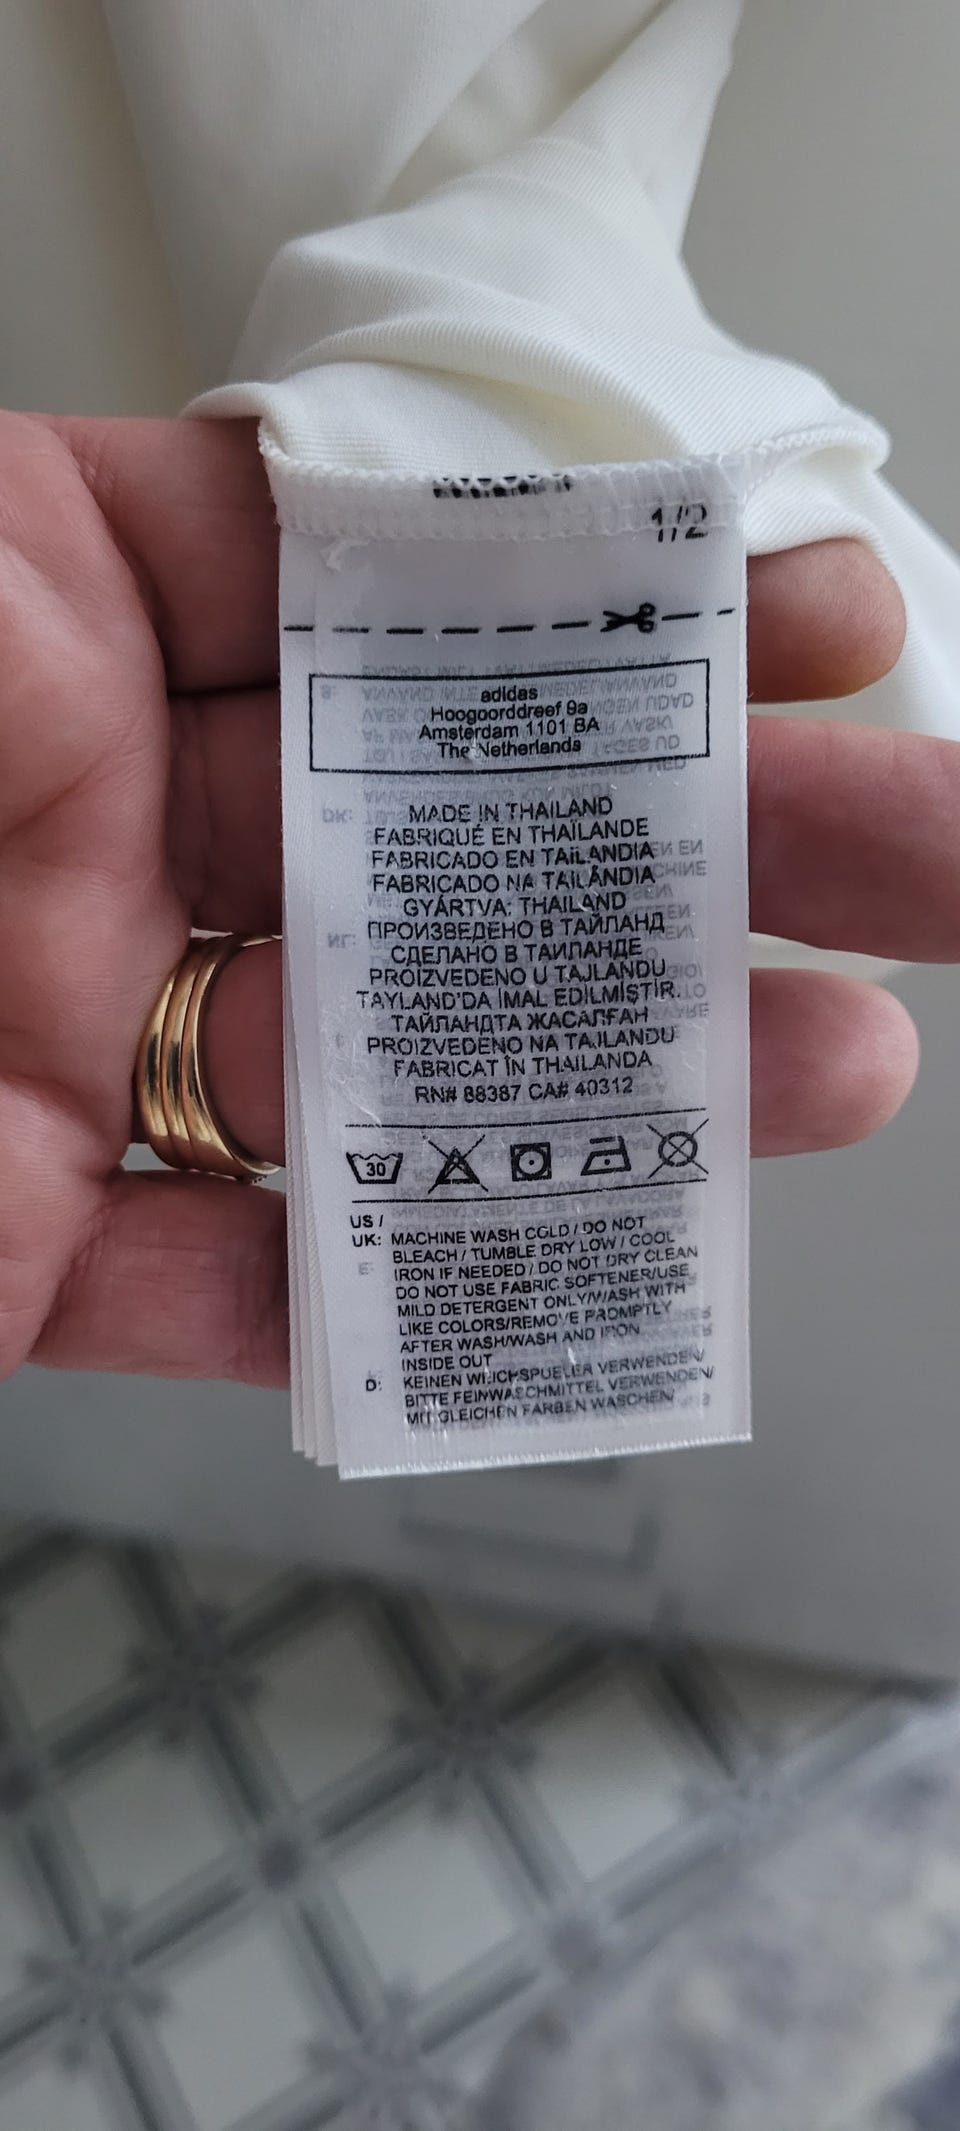 1/2
adidas
Hoogoorddreef 9a
Amsterdam 1101 BA
The Netherlands
MADE IN THAILAND
FABRIQUÉ EN THAÏLANDE
FABRICADO EN TAILANDIA
FABRICADO NA TAILÂNDIA
GYÁRTVA: THAILAND
ПРОИЗВЕДЕНО В ТАЙЛАНД
СДЕЛАНО В ТАИЛАНДЕ
PROIZVEDENO U TAJLANDU
TAYLAND'DA İMAL EDİLMİŞTİR.
ТАЙЛАНДТА ЖАСАЛҒАН
PROIZVEDENO NA TAJLANDU
FABRICAT ÎN THAILANDA
RN# 88387 CA# 40312
30
US /
UK: MACHINE WASH COLD / DO NOT
BLEACH / TUMBLE DRY LOW / COOL
IRON IF NEEDED / DO NOT DRY CLEAN
DO NOT USE FABRIC SOFTENER/USE
MILD DETERGENT ONLY/WASH WITH
LIKE COLORS/REMOVE PROMPTLY
AFTER WASH/WASH AND IRON
INSIDE OUT
D: KEINEN WEICHSPUELER VERWENDEN/
BITTE FEINWASCHMITTEL VERWENDEN/
MIT GLEICHEN FARBEN WASCHEN/